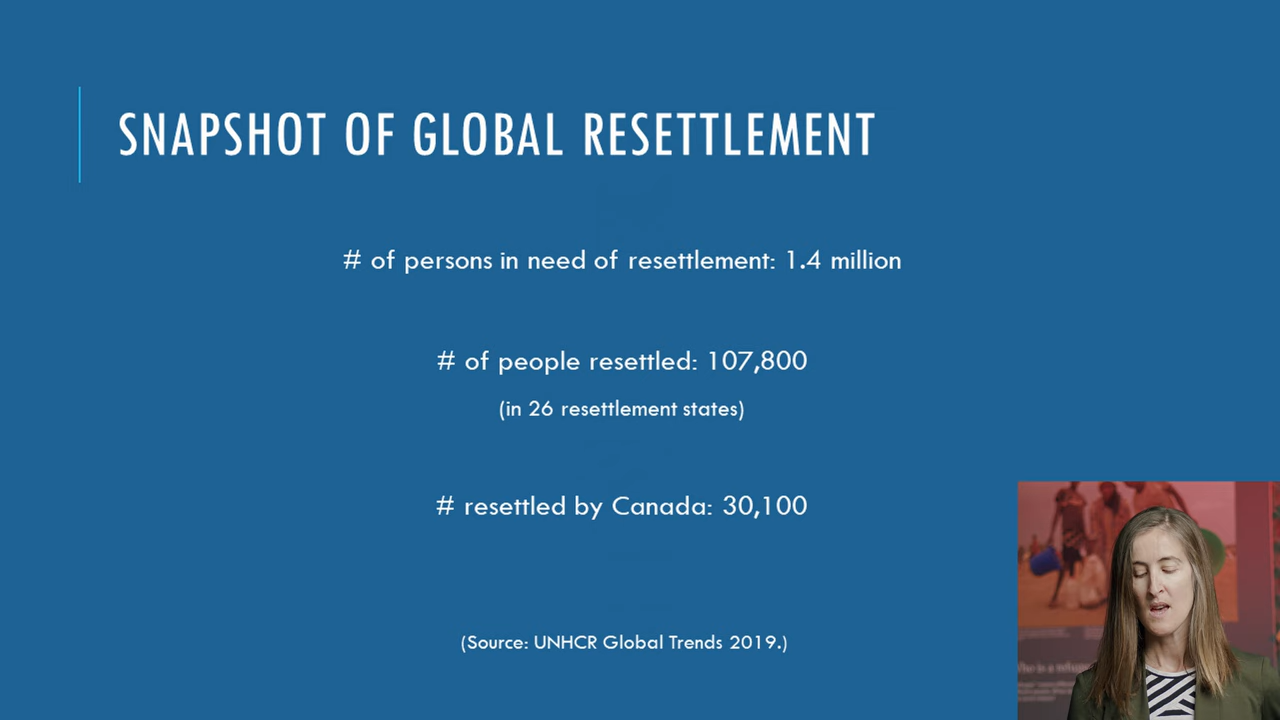 SNAPSHOT OF GLOBAL RESETTLEMENT
# of persons in need of resettlement: 1.4 million
# of people resettled: 107,800
(in 26 resettlement states)
# resettled by Canada: 30,100
(Source: UNHCR Global Trends 2019.)